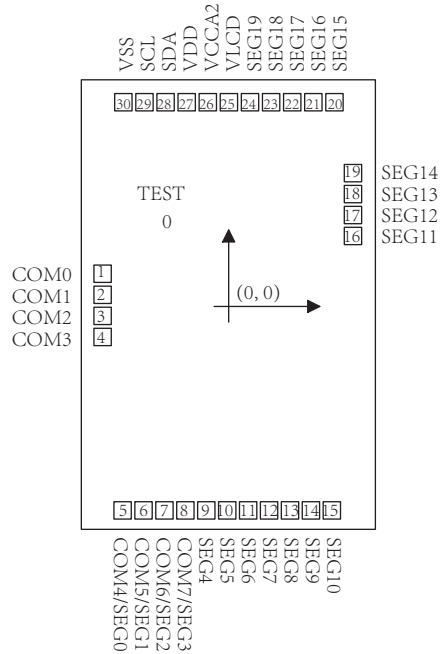 VSS
SCL
SDA
VDD
VCCA2
VLCD
SEG19
SEG18
SEG17
SEG16
SEG15
30 29 28 27 26 25 24 23 22 21 20
19 SEG14
18 SEG13
17 SEG12
16 SEG11
TEST
0
(0, 0)
COM0 1
COM1 2
COM2 3
COM3 4
5 6 7 8 9 10 11 12 13 14 15
COM4/SEG0
COM5/SEG1
COM6/SEG2
COM7/SEG3
SEG4
SEG5
SEG6
SEG7
SEG8
SEG9
SEG10